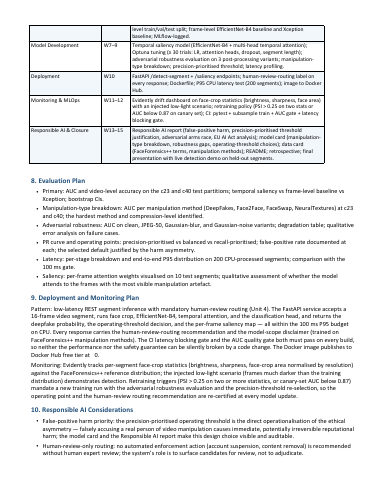 level train/val/test split; frame-level EfficientNet-B4 baseline and Xception
baseline; MLflow-logged.
Model Development W7–9 Temporal saliency model (EfficientNet-B4 + multi-head temporal attention);
Optuna tuning (≥ 30 trials: LR, attention heads, dropout, segment length);
adversarial robustness evaluation on 3 post-processing variants; manipulation-
type breakdown; precision-prioritised threshold; latency profiling.
Deployment W10 FastAPI /detect-segment + /saliency endpoints; human-review-routing label on
every response; Dockerfile; P95 CPU latency test (200 segments); image to Docker
Hub.
Monitoring & MLOps W11–12 Evidently drift dashboard on face-crop statistics (brightness, sharpness, face area)
with an injected low-light scenario; retraining policy (PSI > 0.25 on two stats or
AUC below 0.87 on canary set); CI: pytest + subsample train + AUC gate + latency
blocking gate.
Responsible AI & Closure W13–15 Responsible AI report (false-positive harm, precision-prioritised threshold
justification, adversarial arms race, EU AI Act analysis); model card (manipulation-
type breakdown, robustness gaps, operating-threshold choices); data card
(FaceForensics++ terms, manipulation methods); README; retrospective; final
presentation with live detection demo on held-out segments.
8. Evaluation Plan
• Primary: AUC and video-level accuracy on the c23 and c40 test partitions; temporal saliency vs frame-level baseline vs
Xception; bootstrap CIs.
• Manipulation-type breakdown: AUC per manipulation method (DeepFakes, Face2Face, FaceSwap, NeuralTextures) at c23
and c40; the hardest method and compression-level identified.
• Adversarial robustness: AUC on clean, JPEG-50, Gaussian-blur, and Gaussian-noise variants; degradation table; qualitative
error analysis on failure cases.
• PR curve and operating points: precision-prioritised vs balanced vs recall-prioritised; false-positive rate documented at
each; the selected default justified by the harm asymmetry.
• Latency: per-stage breakdown and end-to-end P95 distribution on 200 CPU-processed segments; comparison with the
100 ms gate.
• Saliency: per-frame attention weights visualised on 10 test segments; qualitative assessment of whether the model
attends to the frames with the most visible manipulation artefact.
9. Deployment and Monitoring Plan
Pattern: low-latency REST segment inference with mandatory human-review routing (Unit 4). The FastAPI service accepts a
16-frame video segment, runs face crop, EfficientNet-B4, temporal attention, and the classification head, and returns the
deepfake probability, the operating-threshold decision, and the per-frame saliency map — all within the 100 ms P95 budget
on CPU. Every response carries the human-review-routing recommendation and the model-scope disclaimer (trained on
FaceForensics++ manipulation methods). The CI latency blocking gate and the AUC quality gate both must pass on every build,
so neither the performance nor the safety guarantee can be silently broken by a code change. The Docker image publishes to
Docker Hub free tier at 0.
Monitoring: Evidently tracks per-segment face-crop statistics (brightness, sharpness, face-crop area normalised by resolution)
against the FaceForensics++ reference distribution; the injected low-light scenario (frames much darker than the training
distribution) demonstrates detection. Retraining triggers (PSI > 0.25 on two or more statistics, or canary-set AUC below 0.87)
mandate a new training run with the adversarial robustness evaluation and the precision-threshold re-selection, so the
operating point and the human-review routing recommendation are re-certified at every model update.
10. Responsible AI Considerations
• False-positive harm priority: the precision-prioritised operating threshold is the direct operationalisation of the ethical
asymmetry — falsely accusing a real person of video manipulation causes immediate, potentially irreversible reputational
harm; the model card and the Responsible AI report make this design choice visible and auditable.
• Human-review-only routing: no automated enforcement action (account suspension, content removal) is recommended
without human expert review; the system's role is to surface candidates for review, not to adjudicate.